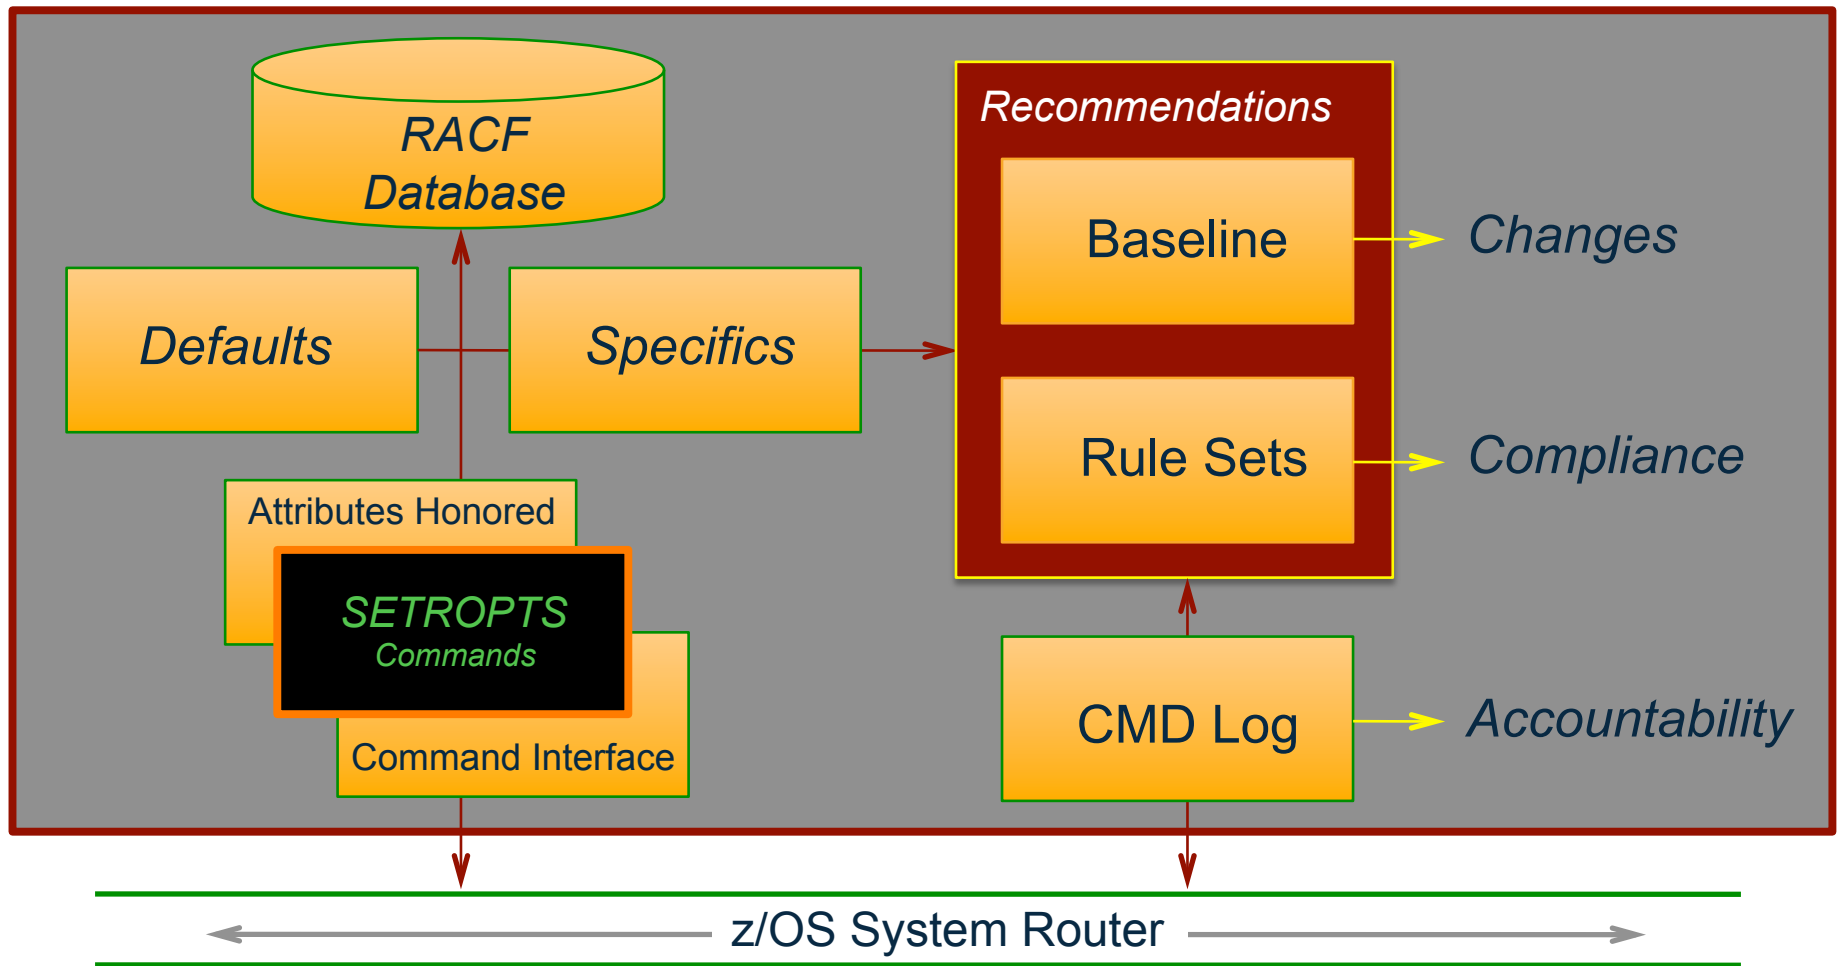 RACF
Database
Recommendations
Baseline
Changes
Defaults
Specifics
Rule Sets
Compliance
Attributes Honored
SETROPTS
Commands
Command Interface
CMD Log
Accountability
z/OS System Router